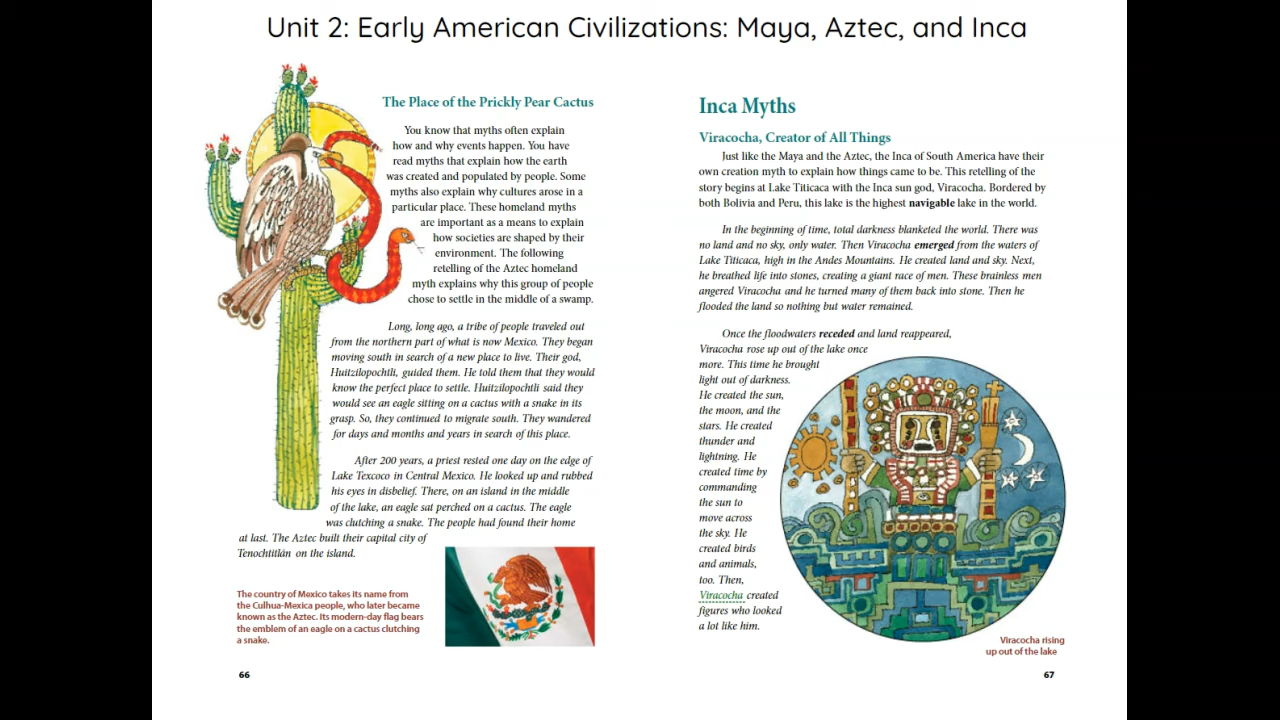 Unit 2: Early American Civilizations: Maya, Aztec, and Inca
The Place of the Prickly Pear Cactus
You know that myths often explain
how and why events happen. You have
read myths that explain how the earth
was created and populated by people. Some
myths also explain why cultures arose in a
particular place. These homeland myths
are important as a means to explain
how societies are shaped by their
environment. The following
retelling of the Aztec homeland
myth explains why this group of people
chose to settle in the middle of a swamp.
Long, long ago, a tribe of people traveled out
from the northern part of what is now Mexico. They began
moving south in search of a new place to live. Their god,
Huitzilopochtli, guided them. He told them that they would
know the perfect place to settle. Huitzilopochtli said they
would see an eagle sitting on a cactus with a snake in its
grasp. So, they continued to migrate south. They wandered
for days and months and years in search of this place.
After 200 years, a priest rested one day on the edge of
Lake Texcoco in Central Mexico. He looked up and rubbed
his eyes in disbelief. There, on an island in the middle
of the lake, an eagle sat perched on a cactus. The eagle
was clutching a snake. The people had found their home
at last. The Aztec built their capital city of
Tenochtitlán on the island.
The country of Mexico takes its name from
the Culhua-Mexica people, who later became
known as the Aztec. Its modern-day flag bears
the emblem of an eagle on a cactus clutching
a snake.
66
Inca Myths
Viracocha, Creator of All Things
Just like the Maya and the Aztec, the Inca of South America have their
own creation myth to explain how things came to be. This retelling of the
story begins at Lake Titicaca with the Inca sun god, Viracocha. Bordered by
both Bolivia and Peru, this lake is the highest navigable lake in the world.
In the beginning of time, total darkness blanketed the world. There was
no land and no sky, only water. Then Viracocha emerged from the waters of
Lake Titicaca, high in the Andes Mountains. He created land and sky. Next,
he breathed life into stones, creating a giant race of men. These brainless men
angered Viracocha and he turned many of them back into stone. Then he
flooded the land so nothing but water remained.
Once the floodwaters receded and land reappeared,
Viracocha rose up out of the lake once
more. This time he brought
light out of darkness.
He created the sun,
the moon, and the
stars. He created
thunder and
lightning. He
created time by
commanding
the sun to
move across
the sky. He
created birds
and animals,
too. Then,
Viracocha created
figures who looked
a lot like him.
Viracocha rising
up out of the lake
67